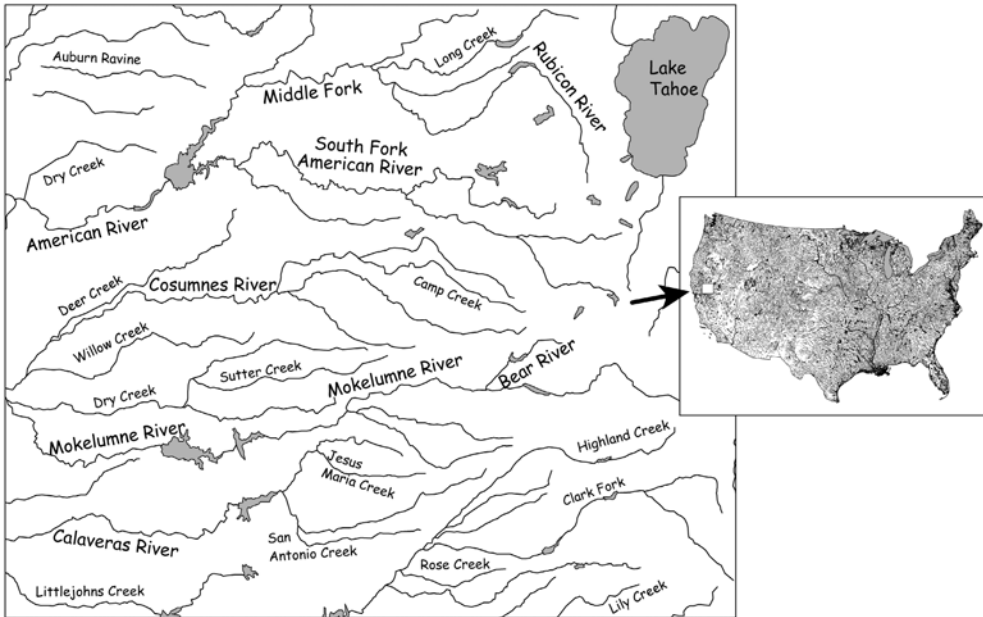 Long Creek
Auburn Ravine
Rubicon River
Lake
Tahoe
Middle Fork
South Fork
American River
Dry Creek
American River
Deer Creek
Cosumnes River
Camp Creek
Willow Creek
Sutter Creek
Mokelumne River
Bear River
Dry Creek
Mokelumne River
Highland Creek
Jesus
Maria Creek
Clark Fork
Calaveras River
San
Antonio Creek
Rose Creek
Littlejohns Creek
Lily Creek